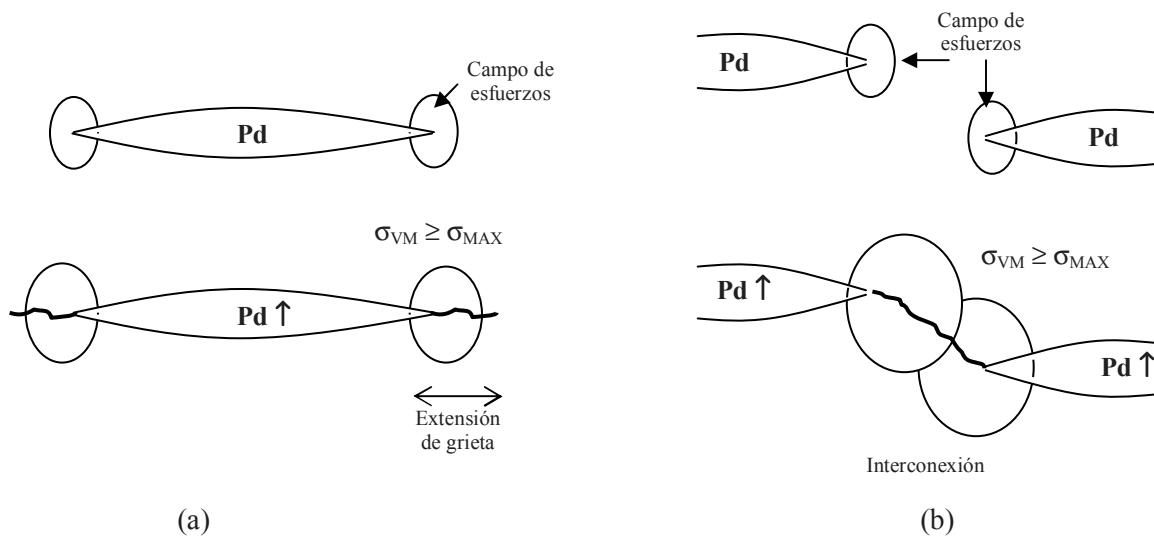 Campo de
esfuerzos
Pd
σVM ≥ σMAX
Pd ↑
Extensión
de grieta
(a)
Campo de
esfuerzos
Pd
Pd
σVM ≥ σMAX
Pd ↑
Pd ↑
Interconexión
(b)